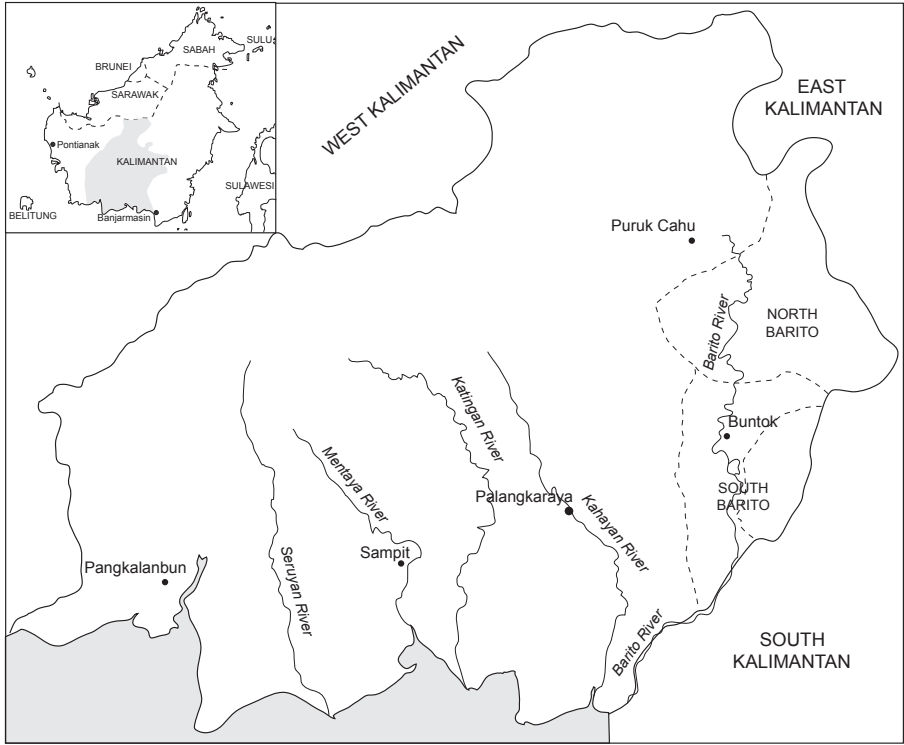 SULU
SABAH
BRUNEI
SARAWAK
Pontianak
KALIMANTAN
SULAWESI
BELITUNG
Banjarmasin
WEST KALIMANTAN
EAST
KALIMANTAN
Puruk Cahu
Barito River
NORTH
BARITO
Katingan River
Buntok
Mentaya River
SOUTH
BARITO
Palangkaraya
Kahayan River
Sampit
Pangkalanbun
Seruyan River
Barito River
SOUTH
KALIMANTAN